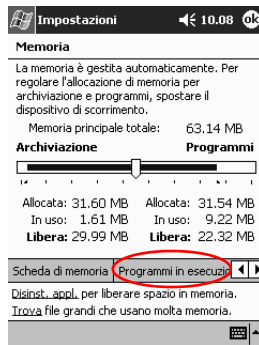 Impostazioni 10.08 ok
Memoria
La memoria è gestita automaticamente. Per
regolare l'allocazione di memoria per
archiviazione e programmi, spostare il
dispositivo di scorrimento.
Memoria principale totale: 63.14 MB
Archiviazione Programmi
Allocata: 31.60 MB Allocata: 31.54 MB
In uso: 1.61 MB In uso: 9.22 MB
Libera: 29.99 MB Libera: 22.32 MB
Scheda di memoria Programmi in esecuzio
Disinst. appl. per liberare spazio in memoria.
Trova file grandi che usano molta memoria.